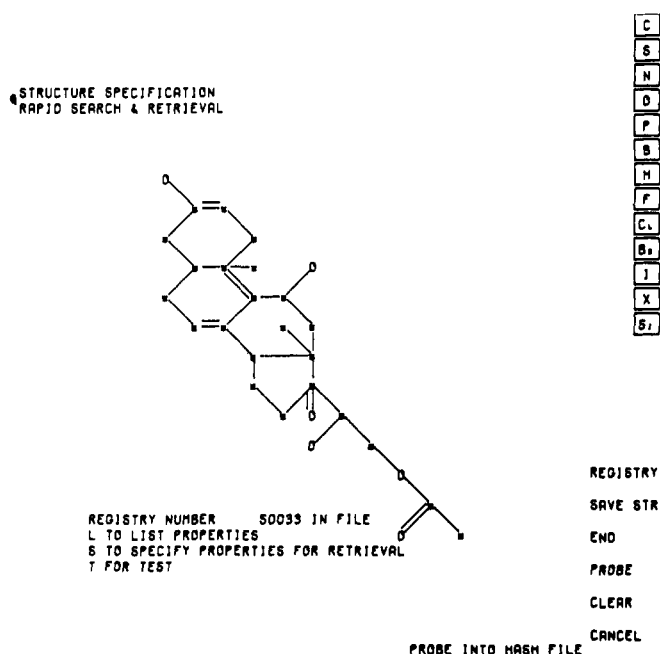 C
S
N
O
P
B
H
F
CL
BR
I
X
SI
STRUCTURE SPECIFICATION
RAPID SEARCH & RETRIEVAL
O
O
O
O
O
O
REGISTRY
SAVE STR
END
PROBE
CLEAR
CANCEL
REGISTRY NUMBER 50033 IN FILE
L TO LIST PROPERTIES
S TO SPECIFY PROPERTIES FOR RETRIEVAL
T FOR TEST
PROBE INTO HASH FILE